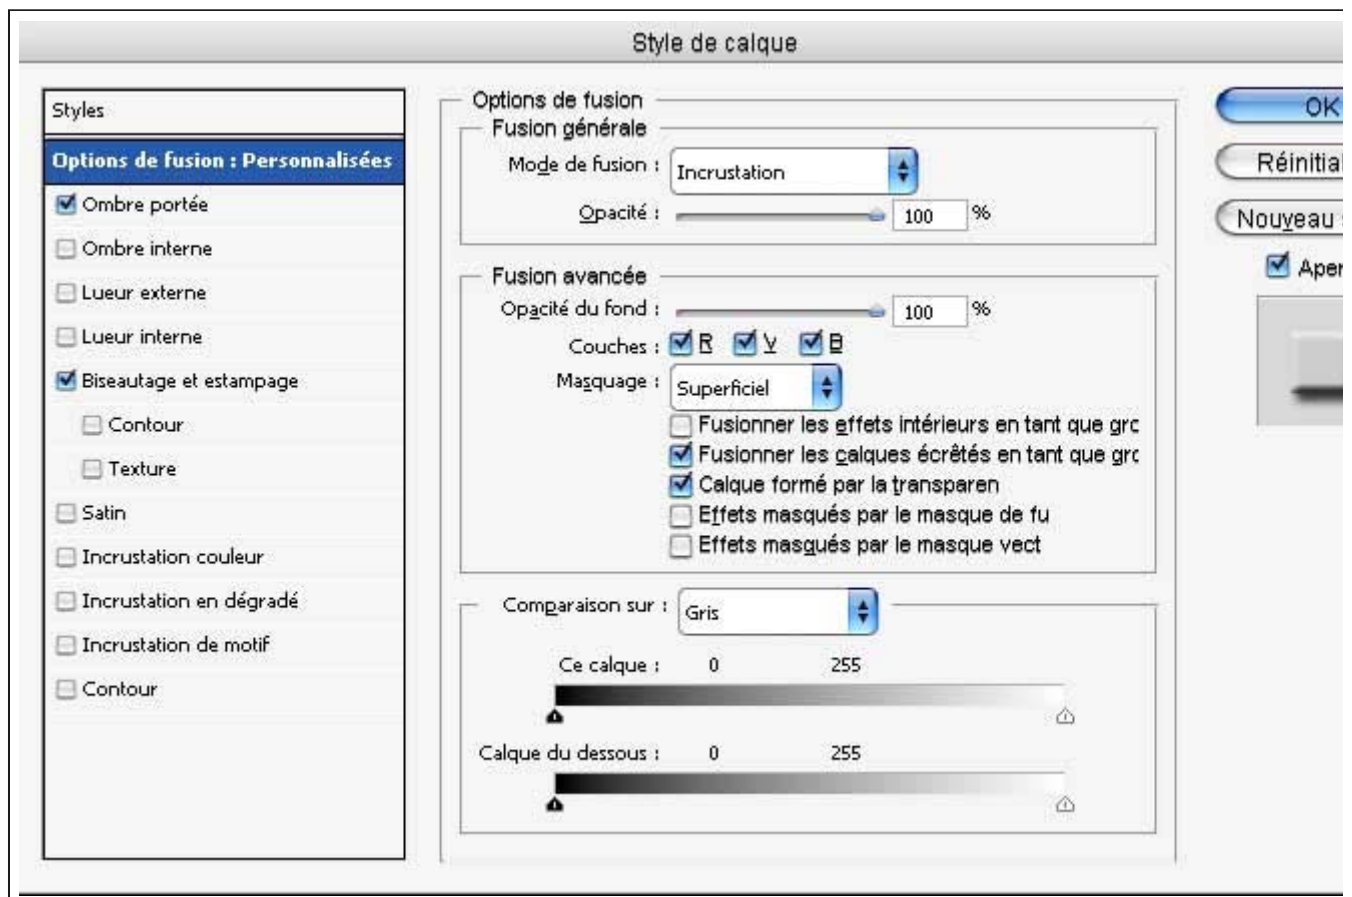 Style de calque
Styles
Options de fusion : Personnalisées
Ombre portée
Ombre interne
Lueur externe
Lueur interne
Biseautage et estampage
Contour
Texture
Satin
Incrustation couleur
Incrustation en dégradé
Incrustation de motif
Contour
Options de fusion
Fusion générale
Mode de fusion : Incrustation
Opacité : 100 %
Fusion avancée
Opacité du fond : 100 %
Couches : R V B
Masquage : Superficiel
Fusionner les effets intérieurs en tant que grc
Fusionner les calques écrêtés en tant que grc
Calque formé par la transparen
Effets masqués par le masque de fu
Effets masqués par le masque vect
Comparaison sur : Gris
Ce calque : 0 255
Calque du dessous : 0 255
OK
Réinitial
Nouveau
Aper